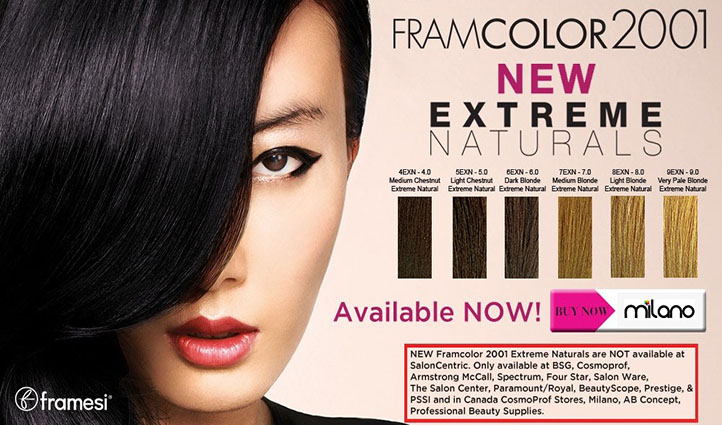 FRAMCOLOR2001
NEW
EXTREME
NATURALS
4EXN - 4.0
Medium Chestnut
Extreme Natural
5EXN - 5.0
Light Chestnut
Extreme Natural
6EXN - 6.0
Dark Blonde
Extreme Natural
7EXN - 7.0
Medium Blonde
Extreme Natural
8EXN - 8.0
Light Blonde
Extreme Natural
9EXN - 9.0
Very Pale Blonde
Extreme Natural
Available NOW!
BUY NOW
milano
NEW Framcolor 2001 Extreme Naturals are NOT available at
SalonCentric. Only available at BSG, Cosmoprof,
Armstrong McCall, Spectrum, Four Star, Salon Ware,
The Salon Center, Paramount/Royal, BeautyScope, Prestige, &
PSSI and in Canada CosmoProf Stores, Milano, AB Concept,
Professional Beauty Supplies.
framesi®